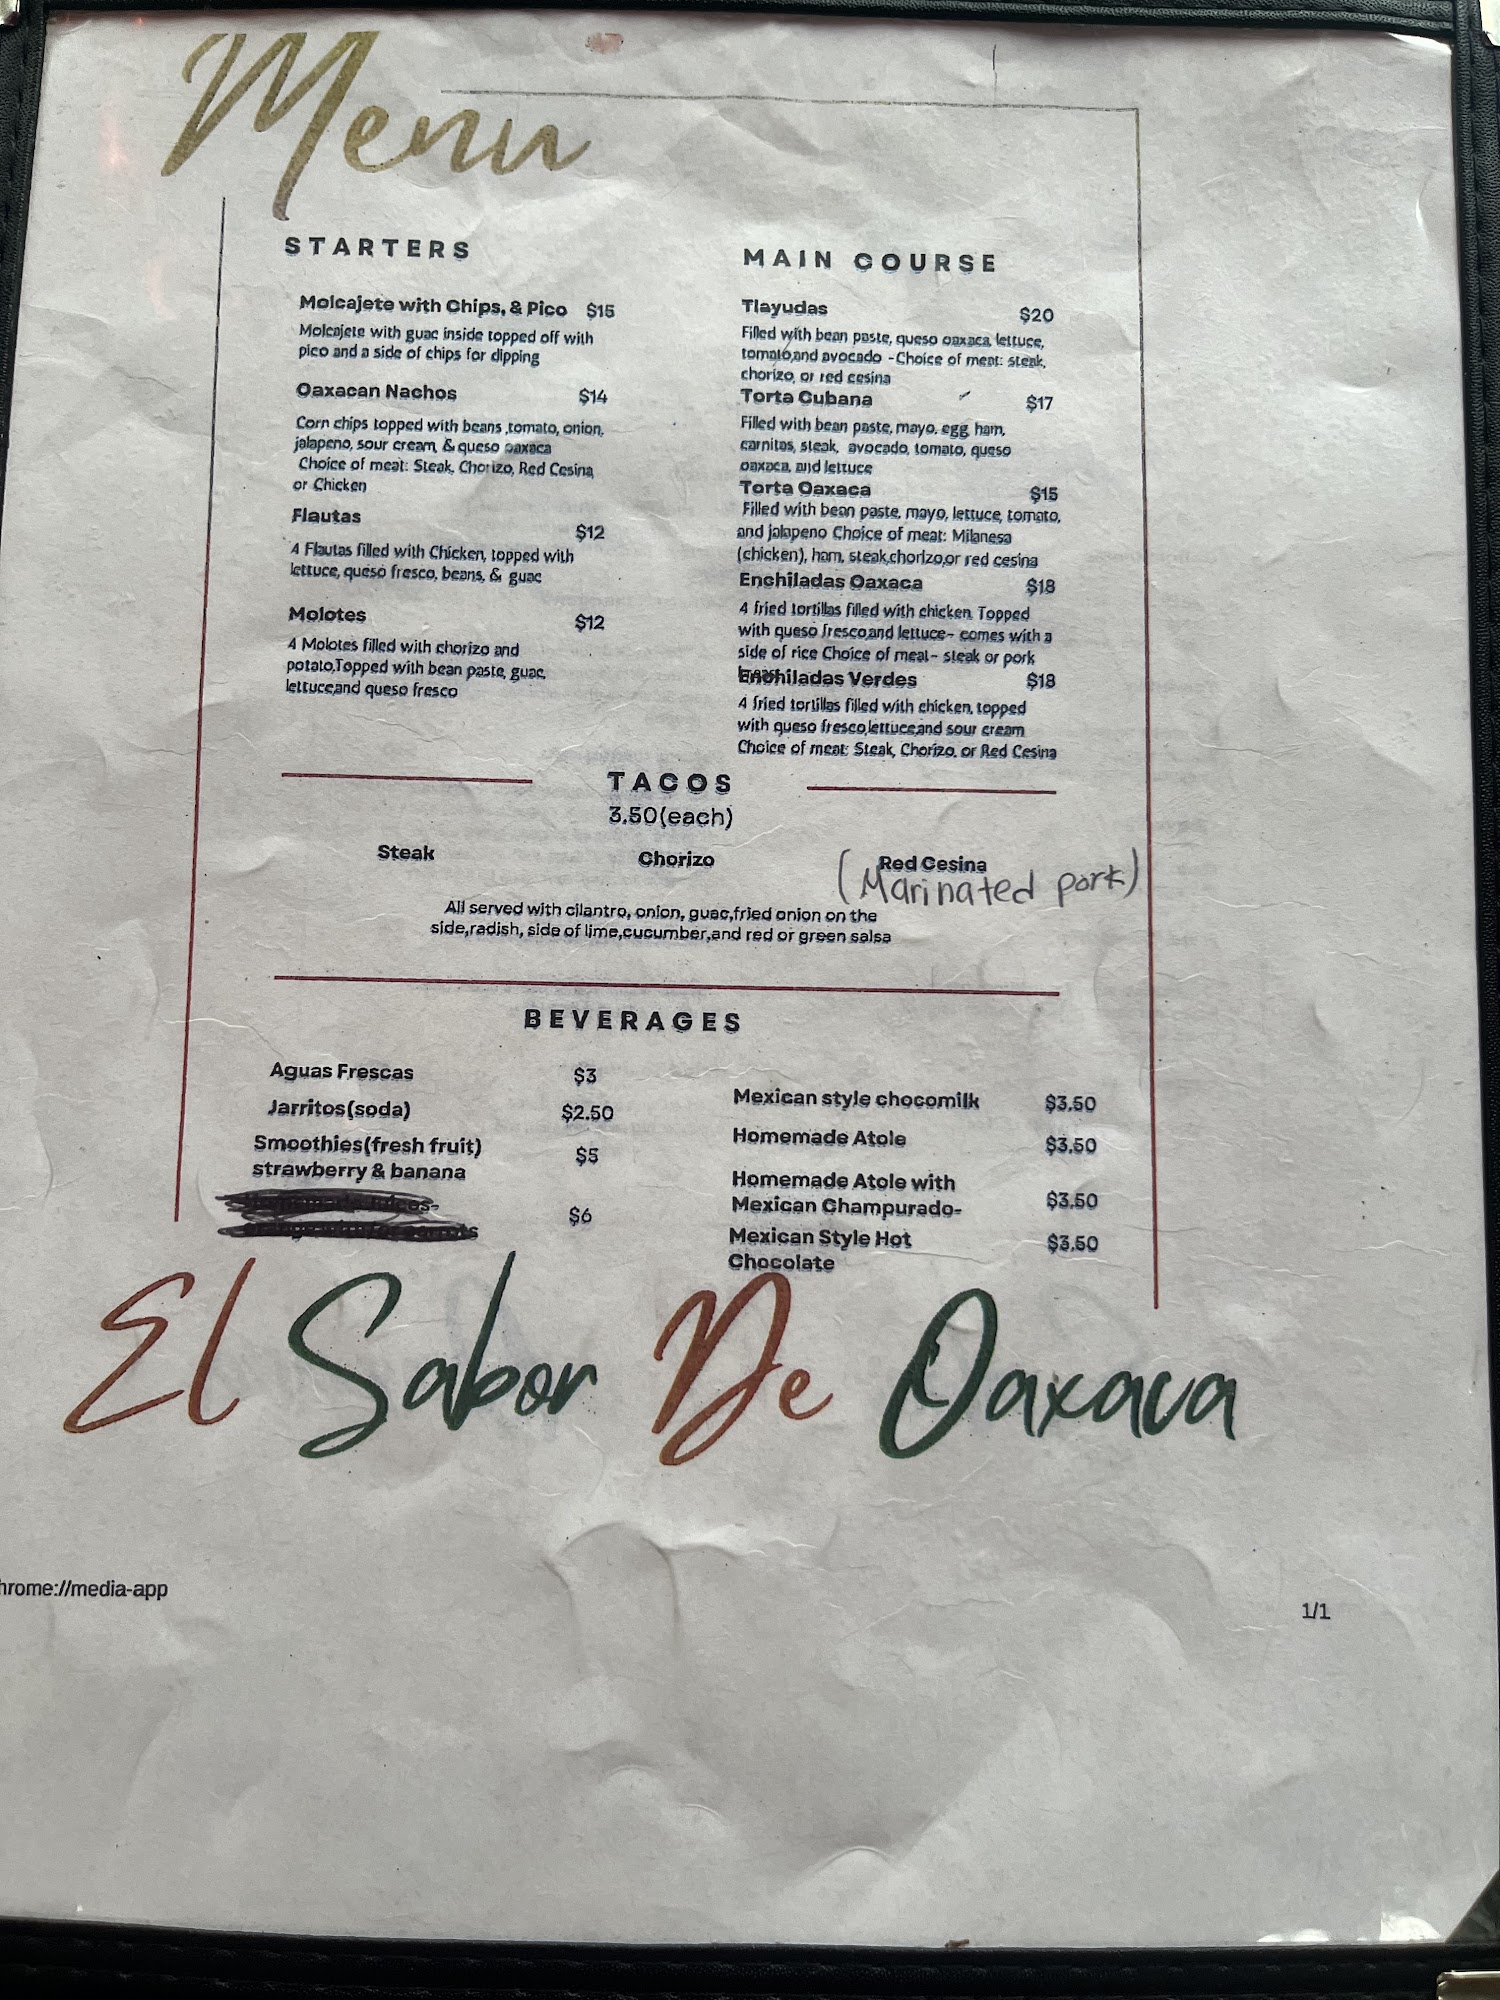 Menu
STARTERS
Molcajete with Chips, & Pico $15
Molcajete with guac inside topped off with
pico and a side of chips for dipping
Oaxacan Nachos $14
Corn chips topped with beans ,tomato, onion,
jalapeno, sour cream, & queso oaxaca
Choice of meat: Steak, Chorizo, Red Cesina,
or Chicken
Flautas $12
4 Flautas filled with Chicken, topped with
lettuce, queso fresco, beans, & guac
Molotes $12
4 Molotes filled with chorizo and
potato,Topped with bean paste, guac,
lettuce,and queso fresco
MAIN COURSE
Tlayudas $20
Filled with bean paste, queso oaxaca, lettuce,
tomato,and avocado -Choice of meat: steak,
chorizo, or red cesina
Torta Cubana $17
Filled with bean paste, mayo, egg, ham,
carnitas, steak, avocado, tomato, queso
oaxaca, and lettuce
Torta Oaxaca $15
Filled with bean paste, mayo, lettuce, tomato,
and jalapeno Choice of meat: Milanesa
(chicken), ham, steak,chorizo,or red cesina
Enchiladas Oaxaca $18
4 fried tortillas filled with chicken. Topped
with queso fresco,and lettuce- comes with a
side of rice Choice of meat- steak or pork
Enchiladas Verdes $18
4 fried tortillas filled with chicken, topped
with queso fresco,lettuce,and sour cream
Choice of meat: Steak, Chorizo, or Red Cesina
TACOS
3.50(each)
Steak Chorizo Red Cesina
(Marinated pork)
All served with cilantro, onion, guac,fried onion on the
side,radish, side of lime,cucumber,and red or green salsa
BEVERAGES
Aguas Frescas $3
Jarritos(soda) $2.50
Smoothies(fresh fruit) $5
strawberry & banana
$6
Mexican style chocomilk $3.50
Homemade Atole $3.50
Homemade Atole with
Mexican Champurado- $3.50
Mexican Style Hot $3.50
Chocolate
El Sabor De Oaxaca
hrome://media-app
1/1